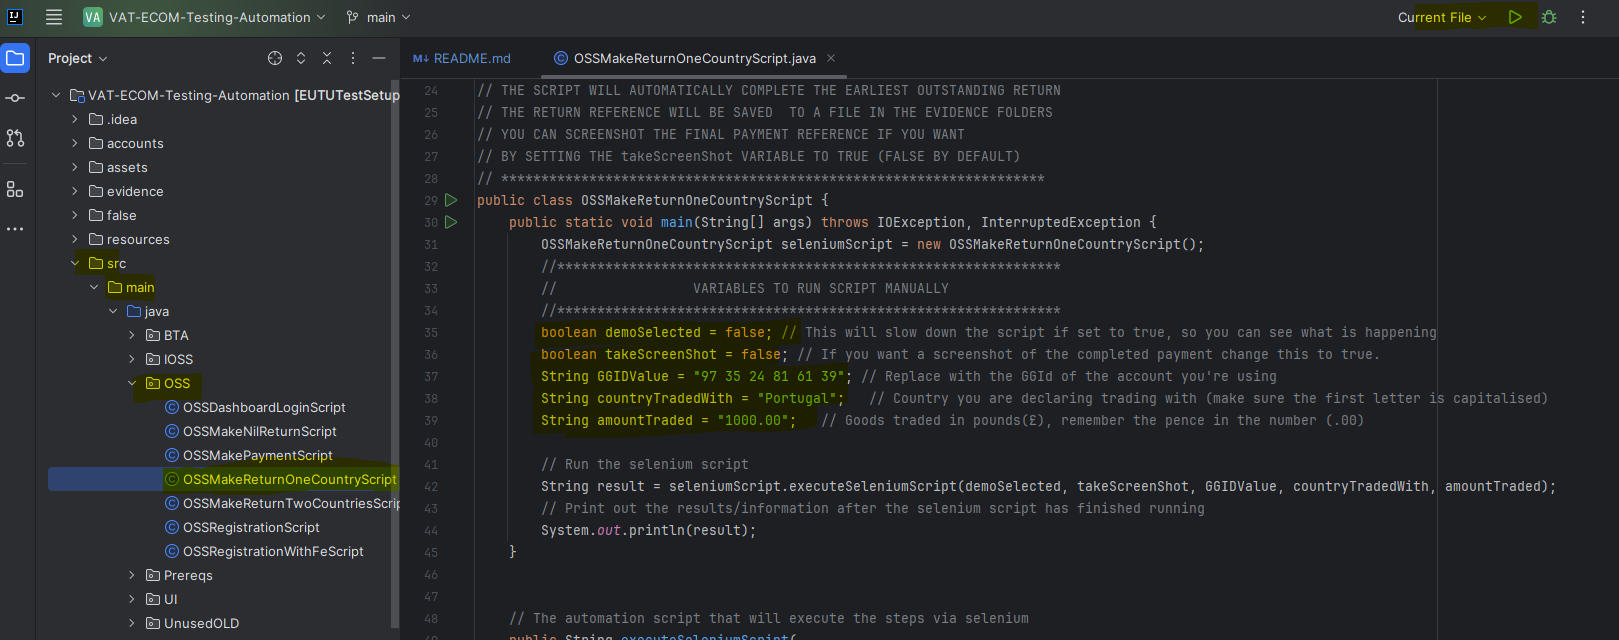 VA VAT-ECOM-Testing-Automation main Current File
Project
VAT-ECOM-Testing-Automation [EUTUTestSetup
.idea
accounts
assets
evidence
false
resources
src
main
java
BTA
IOSS
OSS
OSSDashboardLoginScript
OSSMakeNilReturnScript
OSSMakePaymentScript
OSSMakeReturnOneCountryScript
OSSMakeReturnTwoCountriesScrip
OSSRegistrationScript
OSSRegistrationWithFeScript
Prereqs
UI
UnusedOLD
M↓ README.md OSSMakeReturnOneCountryScript.java
24 // THE SCRIPT WILL AUTOMATICALLY COMPLETE THE EARLIEST OUTSTANDING RETURN
25 // THE RETURN REFERENCE WILL BE SAVED  TO A FILE IN THE EVIDENCE FOLDERS
26 // YOU CAN SCREENSHOT THE FINAL PAYMENT REFERENCE IF YOU WANT
27 // BY SETTING THE takeScreenShot VARIABLE TO TRUE (FALSE BY DEFAULT)
28 // ********************************************************************
29 public class OSSMakeReturnOneCountryScript {
30 public static void main(String[] args) throws IOException, InterruptedException {
31 OSSMakeReturnOneCountryScript seleniumScript = new OSSMakeReturnOneCountryScript();
32 //***************************************************************
33 // VARIABLES TO RUN SCRIPT MANUALLY
34 //***************************************************************
35 boolean demoSelected = false; // This will slow down the script if set to true, so you can see what is happening
36 boolean takeScreenShot = false; // If you want a screenshot of the completed payment change this to true.
37 String GGIDValue = "97 35 24 81 61 39"; // Replace with the GGId of the account you're using
38 String countryTradedWith = "Portugal"; // Country you are declaring trading with (make sure the first letter is capitalised)
39 String amountTraded = "1000.00"; // Goods traded in pounds(£), remember the pence in the number (.00)
40
41 // Run the selenium script
42 String result = seleniumScript.executeSeleniumScript(demoSelected, takeScreenShot, GGIDValue, countryTradedWith, amountTraded);
43 // Print out the results/information after the selenium script has finished running
44 System.out.println(result);
45 }
46
47
48 // The automation script that will execute the steps via selenium
public String executeSeleniumScript(